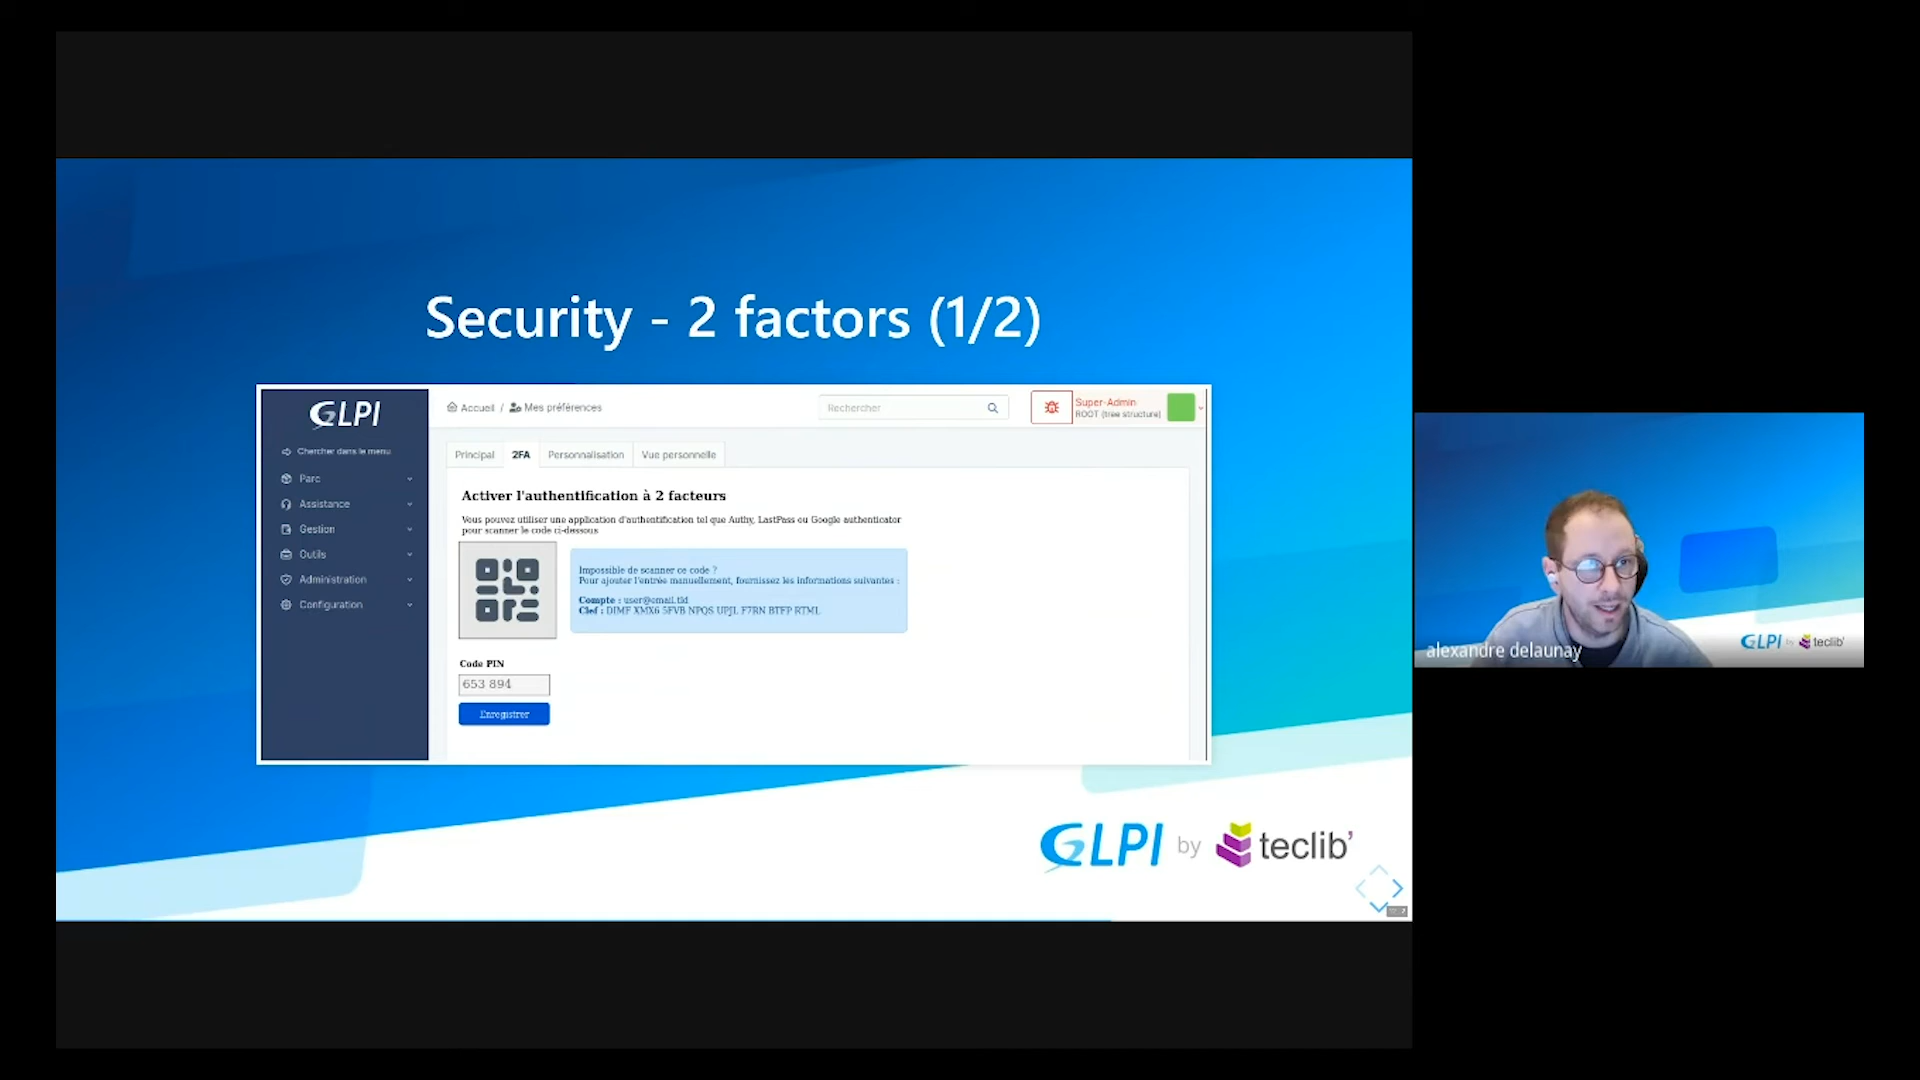 Security - 2 factors (1/2)
GLPI
Chercher dans le menu
Parc
Assistance
Gestion
Outils
Administration
Configuration
Accueil / Mes préférences
Rechercher
Super-Admin
ROOT (tree structure)
Principal 2FA Personnalisation Vue personnelle
Activer l'authentification à 2 facteurs
Vous pouvez utiliser une application d'authentification tel que Authy, LastPass ou Google authenticator
pour scanner le code ci-dessous
Impossible de scanner ce code ?
Pour ajouter l'entrée manuellement, fournissez les informations suivantes :
Compte : user@email.tld
Clef : DIMF XMX6 5FVB NPQS UPJL F7RN BTFP RTML
Code PIN
653 894
Enregistrer
GLPI by teclib'
alexandre delaunay
GLPI by teclib'